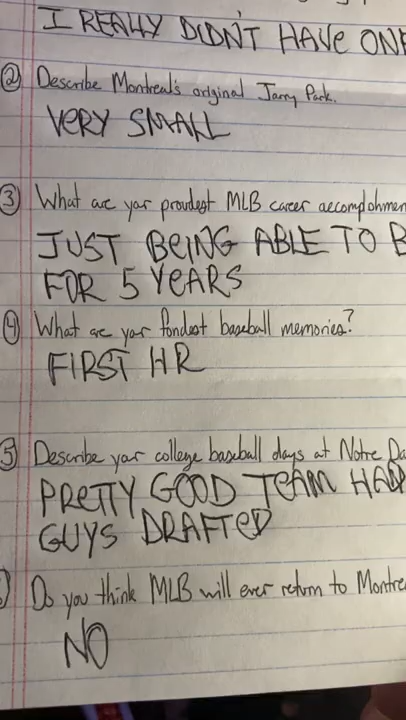 I REALLY DIDN'T HAVE ONE
② Describe Montreal's original Jarry Park.
VERY SMALL
③ What are your proudest MLB career accomplishmen
JUST BEING ABLE TO B
FOR 5 YEARS
④ What are your fondest baseball memories?
FIRST HR
5 Describe your college baseball days at Notre Da
PRETTY GOOD TEAM HAD
GUYS DRAFTED
Do you think MLB will ever return to Montre
NO